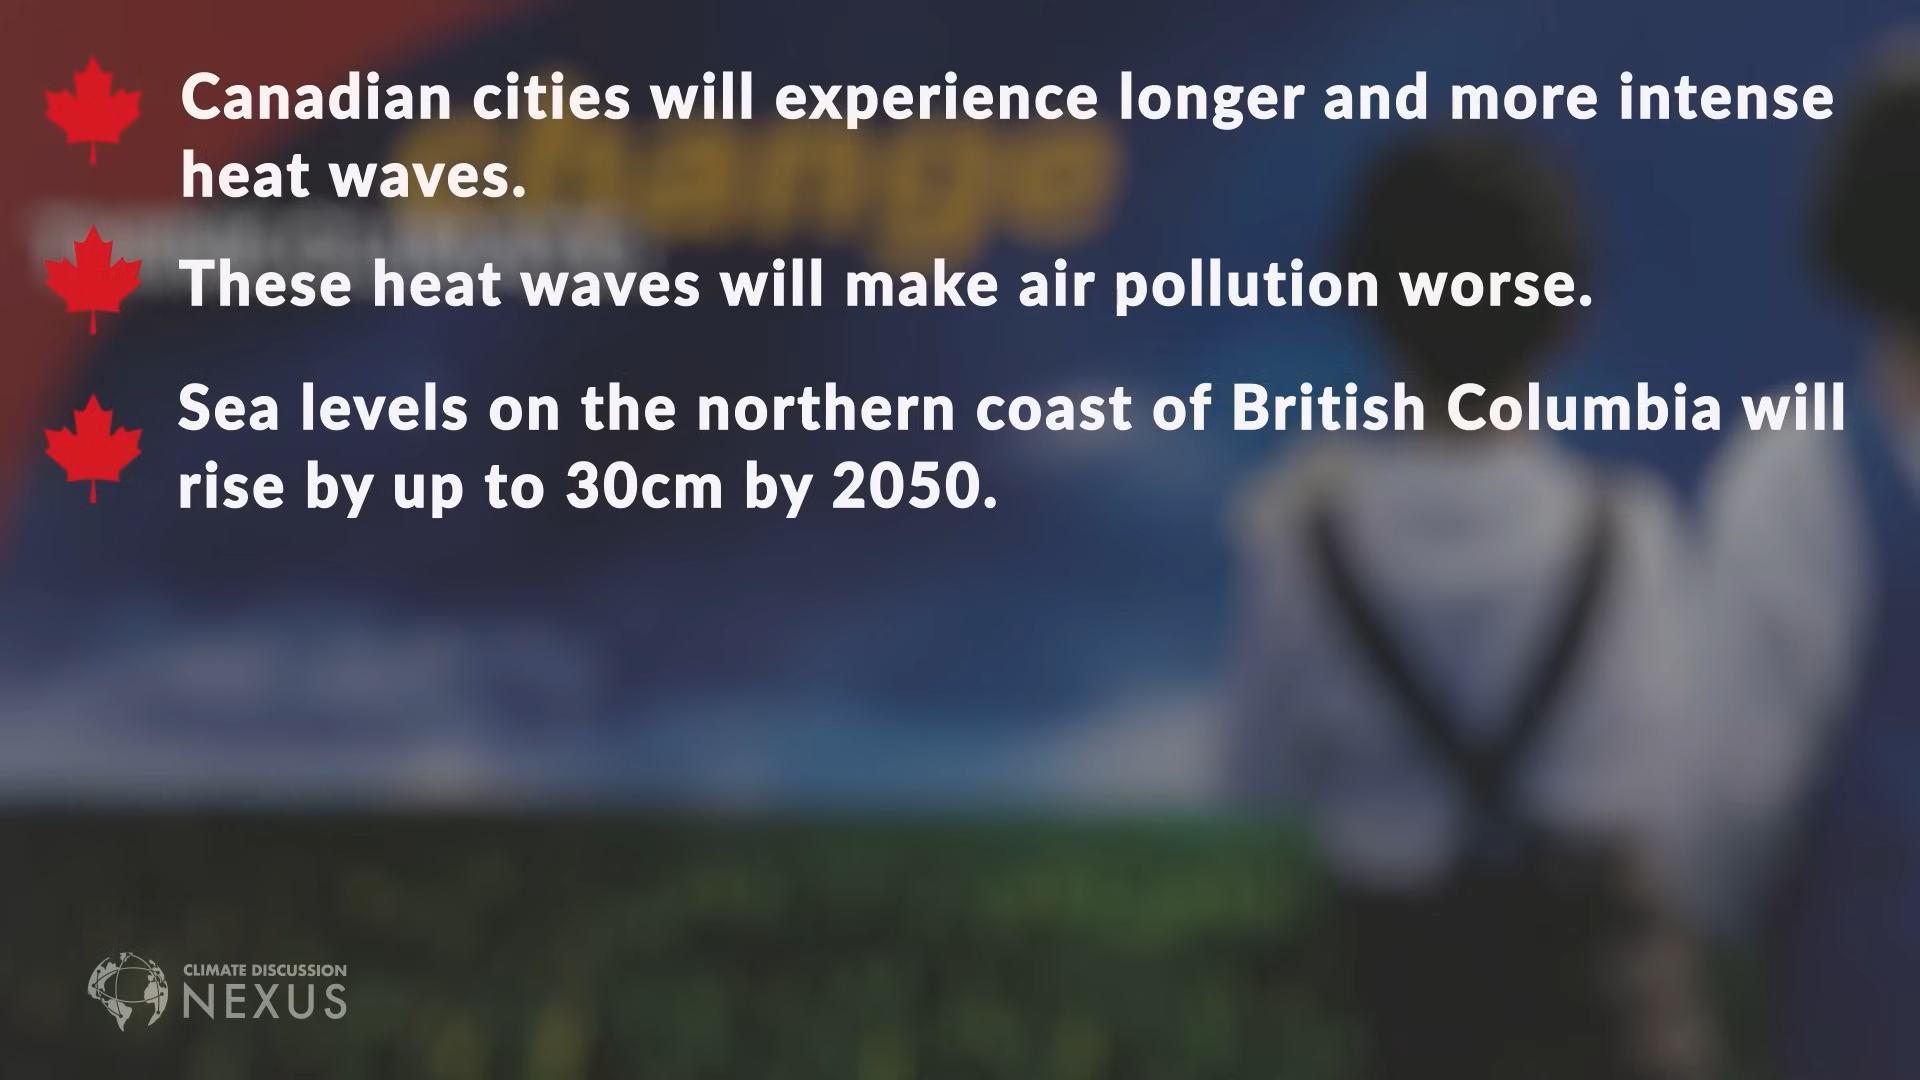 Canadian cities will experience longer and more intense
heat waves.
change
These heat waves will make air pollution worse.
Sea levels on the northern coast of British Columbia will
rise by up to 30cm by 2050.
CLIMATE DISCUSSION
NEXUS